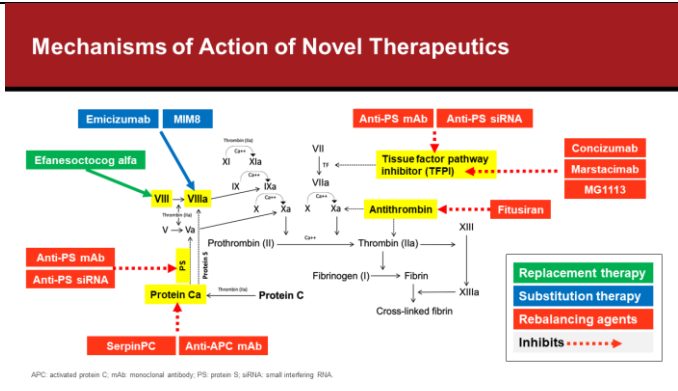 Mechanisms of Action of Novel Therapeutics
Emicizumab
MIM8
Anti-PS mAb
Anti-PS siRNA
Efanesoctocog alfa
Thrombin (IIa)
Ca++
XI
XIa
VII
TF
Tissue factor pathway
inhibitor (TFPI)
Concizumab
Marstacimab
MG1113
VIII
VIIIa
IX
Ca++
IXa
VIIa
Thrombin (IIa)
X
Ca++
Xa
X
Ca++
Xa
Antithrombin
Fitusiran
V
Va
XIII
Prothrombin (II)
Ca++
Thrombin (IIa)
Anti-PS mAb
Anti-PS siRNA
PS
Protein S
Fibrinogen (I)
Fibrin
Protein Ca
Thrombin (IIa)
Protein C
XIIIa
Cross-linked fibrin
SerpinPC
Anti-APC mAb
Replacement therapy
Substitution therapy
Rebalancing agents
Inhibits
APC: activated protein C; mAb: monoclonal antibody; PS: protein S; siRNA: small interfering RNA.